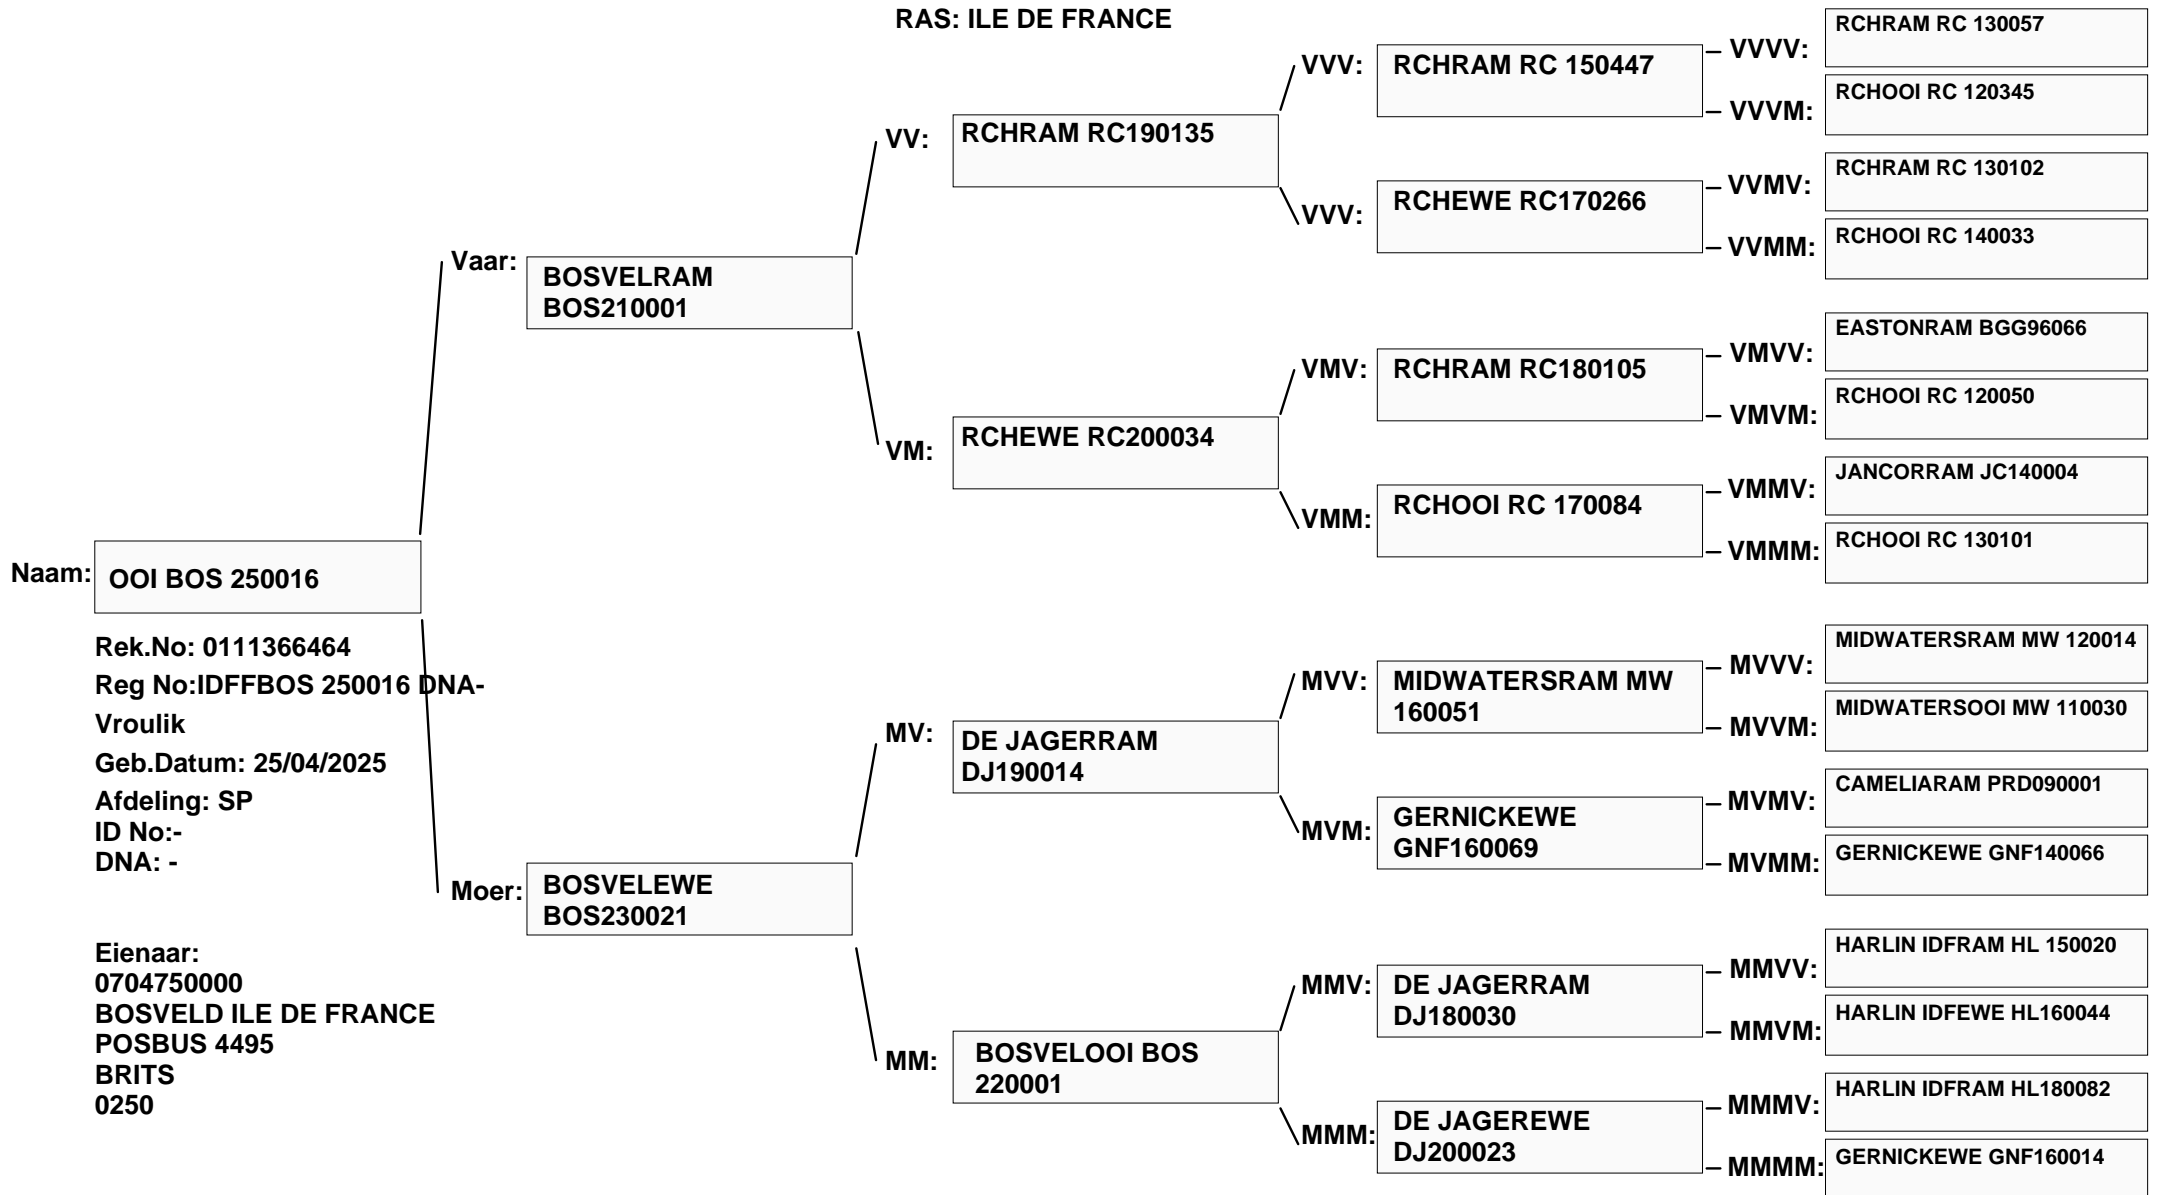 RAS: ILE DE FRANCE
Naam: OOI BOS 250016
Rek.No: 0111366464
Reg No:IDFFBOS 250016 DNA-
Vroulik
Geb.Datum: 25/04/2025
Afdeling: SP
ID No:-
DNA: -
Eienaar:
0704750000
BOSVELD ILE DE FRANCE
POSBUS 4495
BRITS
0250
Vaar: BOSVELRAM
BOS210001
Moer: BOSVELEWE
BOS230021
VV: RCHRAM RC190135
VM: RCHEWE RC200034
MV: DE JAGERRAM
DJ190014
MM: BOSVELOOI BOS
220001
VVV: RCHRAM RC 150447
VVV: RCHEWE RC170266
VMV: RCHRAM RC180105
VMM: RCHOOI RC 170084
MVV: MIDWATERSRAM MW
160051
MVM: GERNICKEWE
GNF160069
MMV: DE JAGERRAM
DJ180030
MMM: DE JAGEREWE
DJ200023
VVVV: RCHRAM RC 130057
VVVM: RCHOOI RC 120345
VVMV: RCHRAM RC 130102
VVMM: RCHOOI RC 140033
VMVV: EASTONRAM BGG96066
VMVM: RCHOOI RC 120050
VMMV: JANCORRAM JC140004
VMMM: RCHOOI RC 130101
MVVV: MIDWATERSRAM MW 120014
MVVM: MIDWATERSOOI MW 110030
MVMV: CAMELIARAM PRD090001
MVMM: GERNICKEWE GNF140066
MMVV: HARLIN IDFRAM HL 150020
MMVM: HARLIN IDFEWE HL160044
MMMV: HARLIN IDFRAM HL180082
MMMM: GERNICKEWE GNF160014